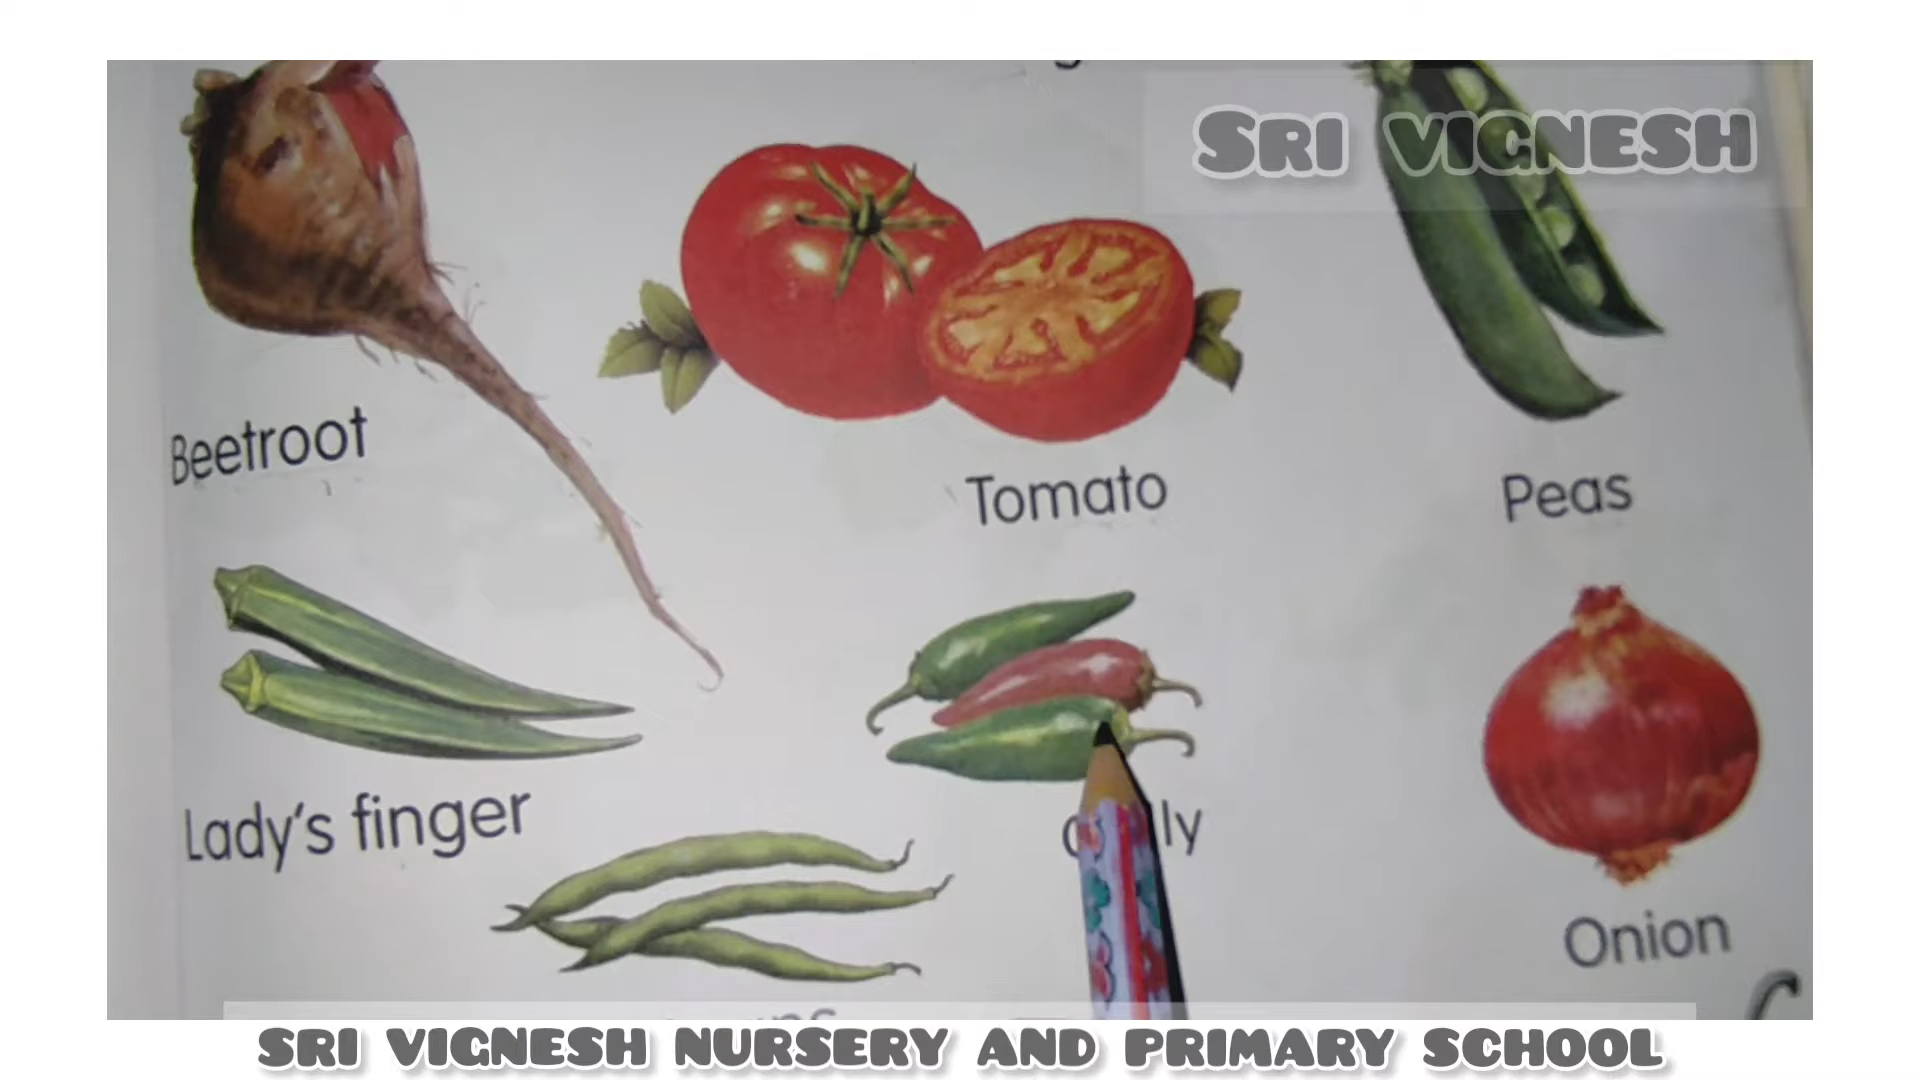 SRI VIGNESH
Beetroot
Tomato
Peas
Lady's finger
Onion
SRI VIGNESH NURSERY AND PRIMARY SCHOOL